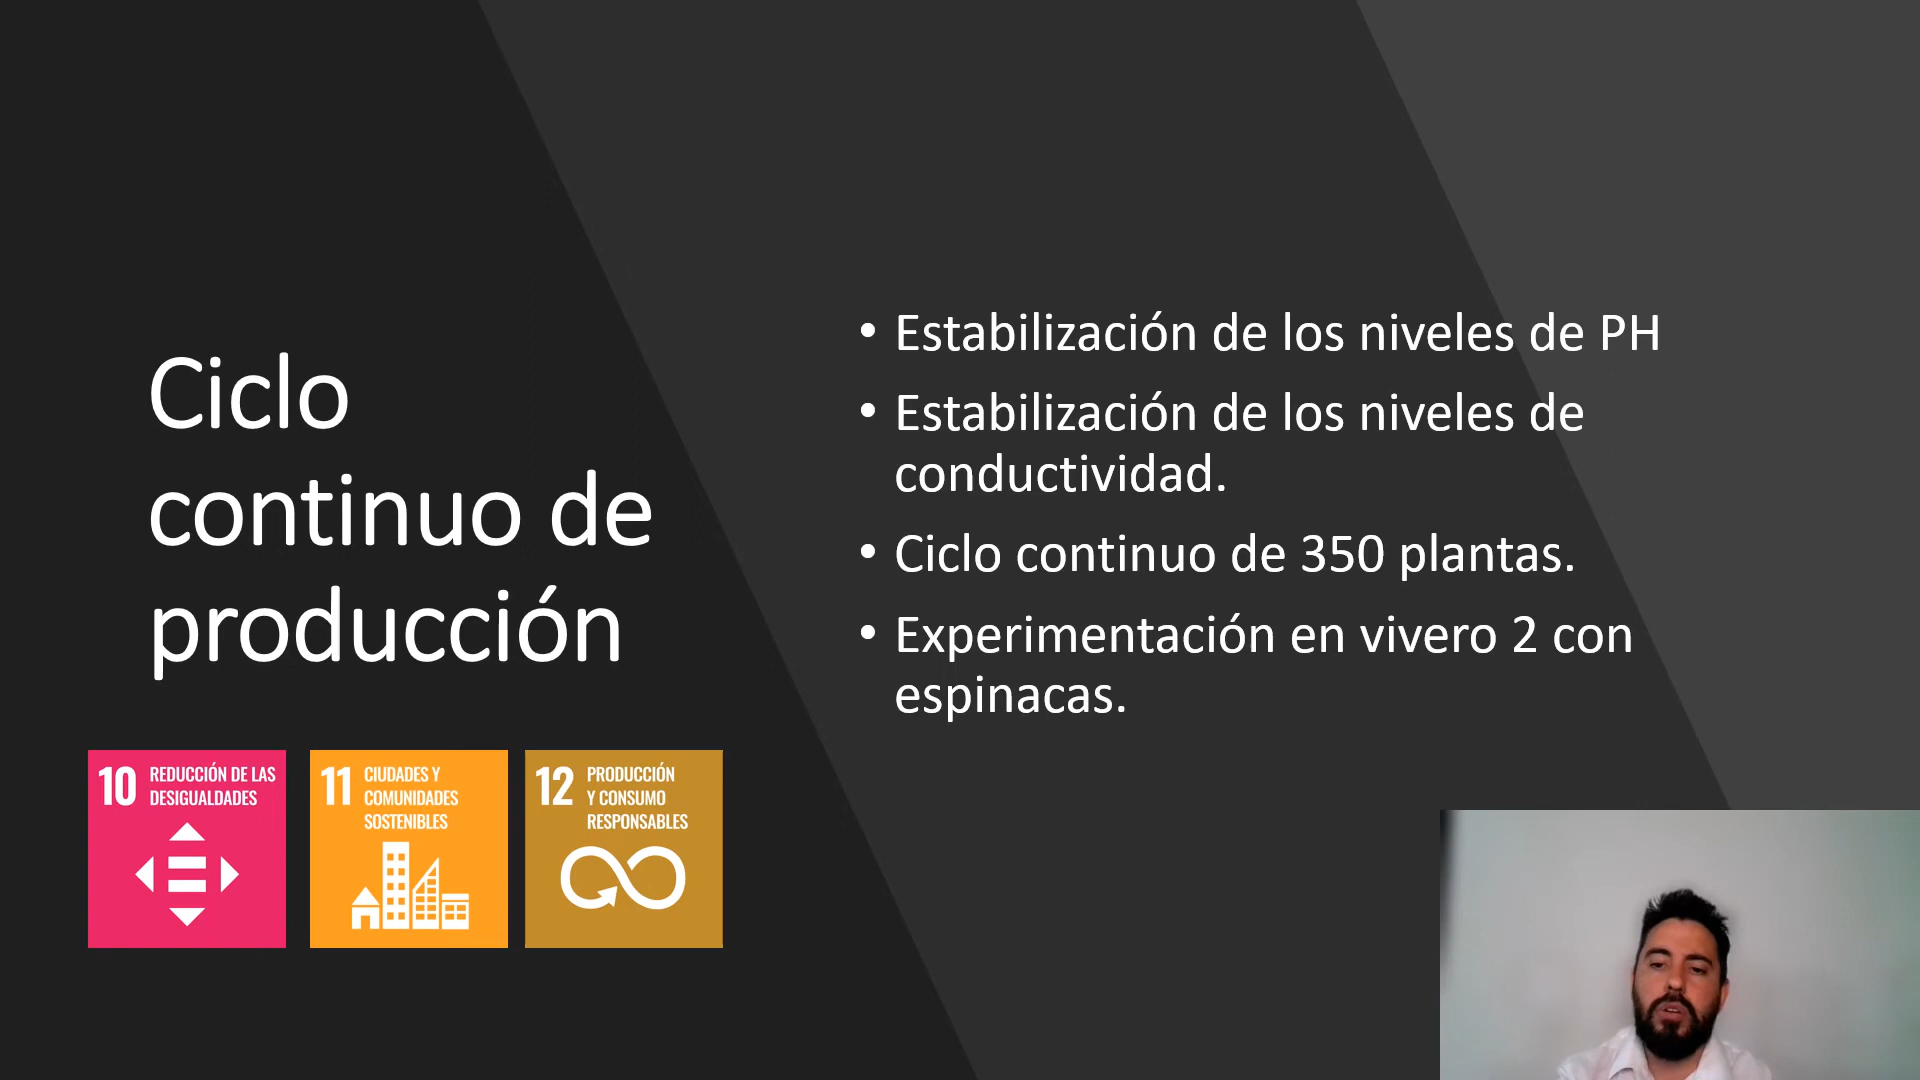 Ciclo
continuo de
producción
• Estabilización de los niveles de PH
• Estabilización de los niveles de
conductividad.
• Ciclo continuo de 350 plantas.
• Experimentación en vivero 2 con
espinacas.
10 REDUCCIÓN DE LAS
DESIGUALDADES
11 CIUDADES Y
COMUNIDADES
SOSTENIBLES
12 PRODUCCIÓN
Y CONSUMO
RESPONSABLES